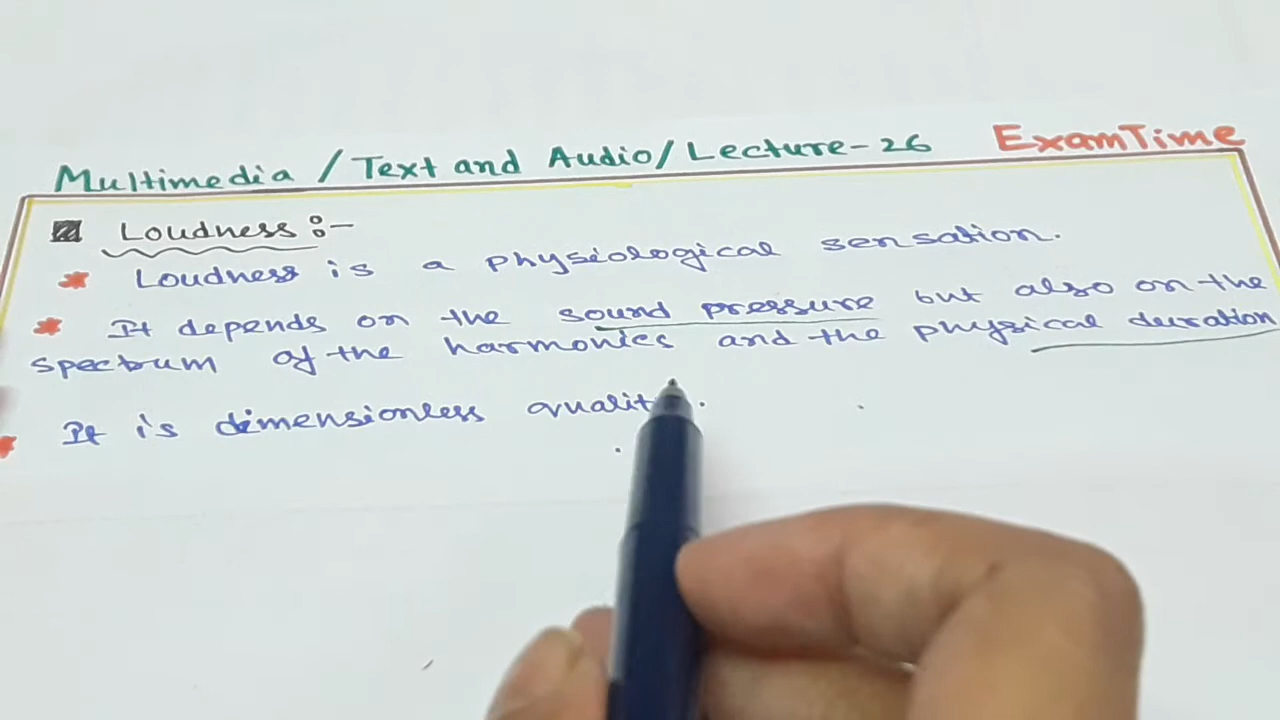 Multimedia / Text and Audio / Lecture-26 ExamTime
Loudness :-
Loudness is a physiological sensation.
It depends on the sound pressure but also on the
spectrum of the harmonics and the physical duration
It is dimensionless